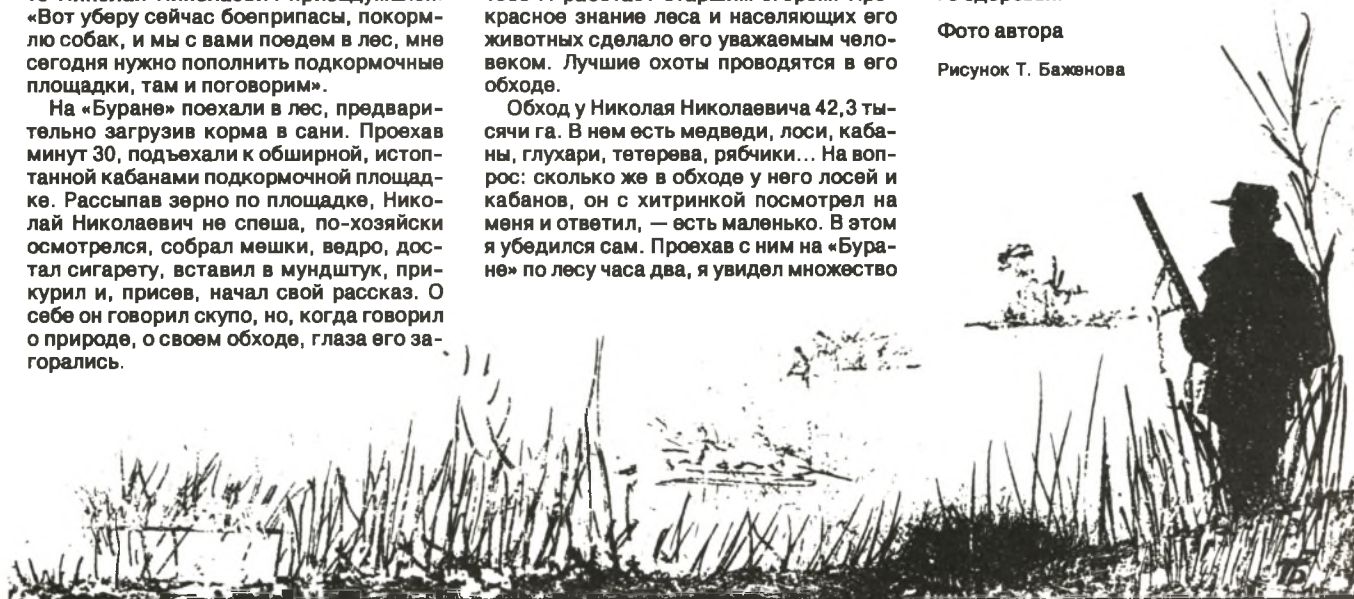 «Вот уберу сейчас боеприпасы, покорм-
лю собак, и мы с вами поедем в лес, мне
сегодня нужно пополнить подкормочные
площадки, там и поговорим».
На «Буране» поехали в лес, предвари-
тельно загрузив корма в сани. Проехав
минут 30, подъехали к обширной, истоп-
танной кабанами подкормочной площад-
ке. Рассыпав зерно по площадке, Нико-
лай Николаевич не спеша, по-хозяйски
осмотрелся, собрал мешки, ведро, дос-
тал сигарету, вставил в мундштук, при-
курил и, присев, начал свой рассказ. О
себе он говорил скупо, но, когда говорил
о природе, о своем обходе, глаза его за-
горались.
красное знание леса и населяющих его
животных сделало его уважаемым чело-
веком. Лучшие охоты проводятся в его
обходе.
Обход у Николая Николаевича 42,3 ты-
сячи га. В нем есть медведи, лоси, каба-
ны, глухари, тетерева, рябчики... На воп-
рос: сколько же в обходе у него лосей и
кабанов, он с хитринкой посмотрел на
меня и ответил, — есть маленько. В этом
я убедился сам. Проехав с ним на «Бура-
не» по лесу часа два, я увидел множество
Фото автора
Рисунок Т. Баженова
15